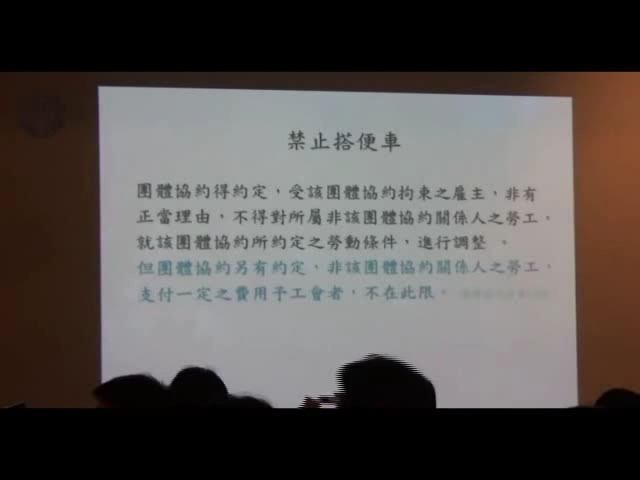 禁止搭便車
團體協約得約定，受該團體協約拘束之雇主，非有
正當理由，不得對所屬非該團體協約關係人之勞工，
就該團體協約所約定之勞動條件，進行調整 。
但團體協約另有約定，非該團體協約關係人之勞工，
支付一定之費用予工會者，不在此限。